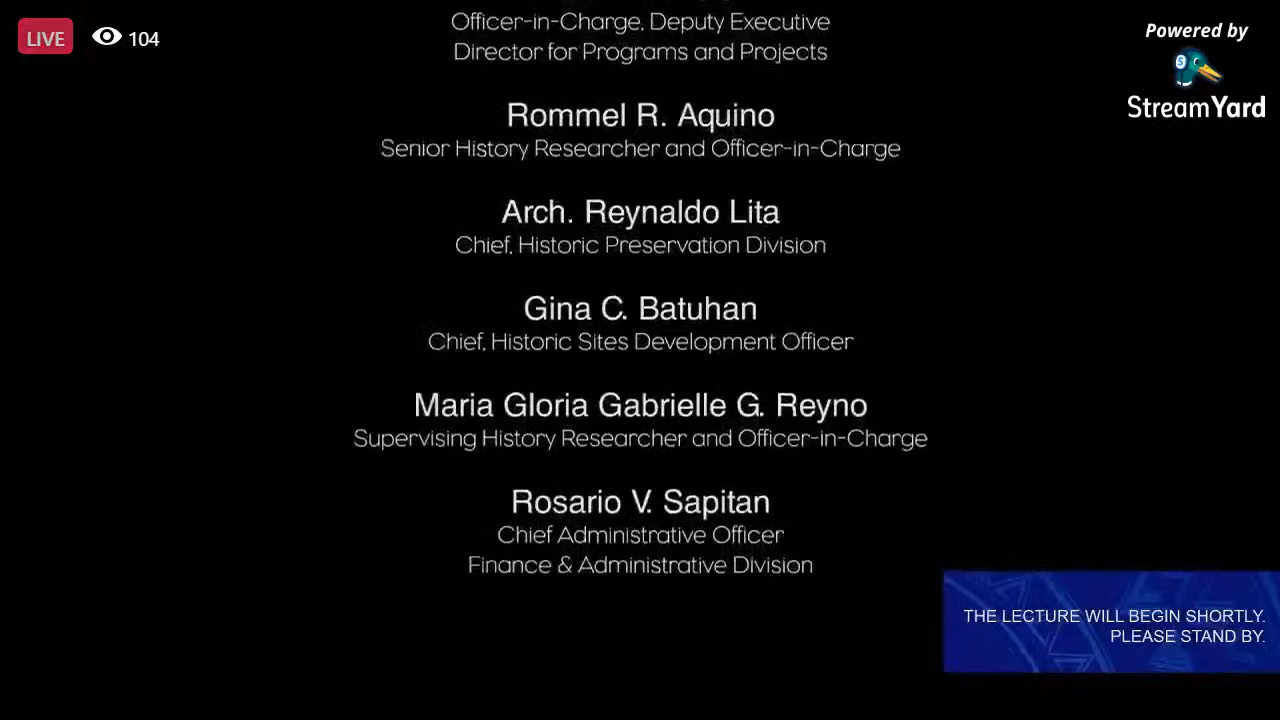 LIVE
104
Powered by
StreamYard
Officer-in-Charge, Deputy Executive
Director for Programs and Projects
Rommel R. Aquino
Senior History Researcher and Officer-in-Charge
Arch. Reynaldo Lita
Chief, Historic Preservation Division
Gina C. Batuhan
Chief, Historic Sites Development Officer
Maria Gloria Gabrielle G. Reyno
Supervising History Researcher and Officer-in-Charge
Rosario V. Sapitan
Chief Administrative Officer
Finance & Administrative Division
THE LECTURE WILL BEGIN SHORTLY.
PLEASE STAND BY.